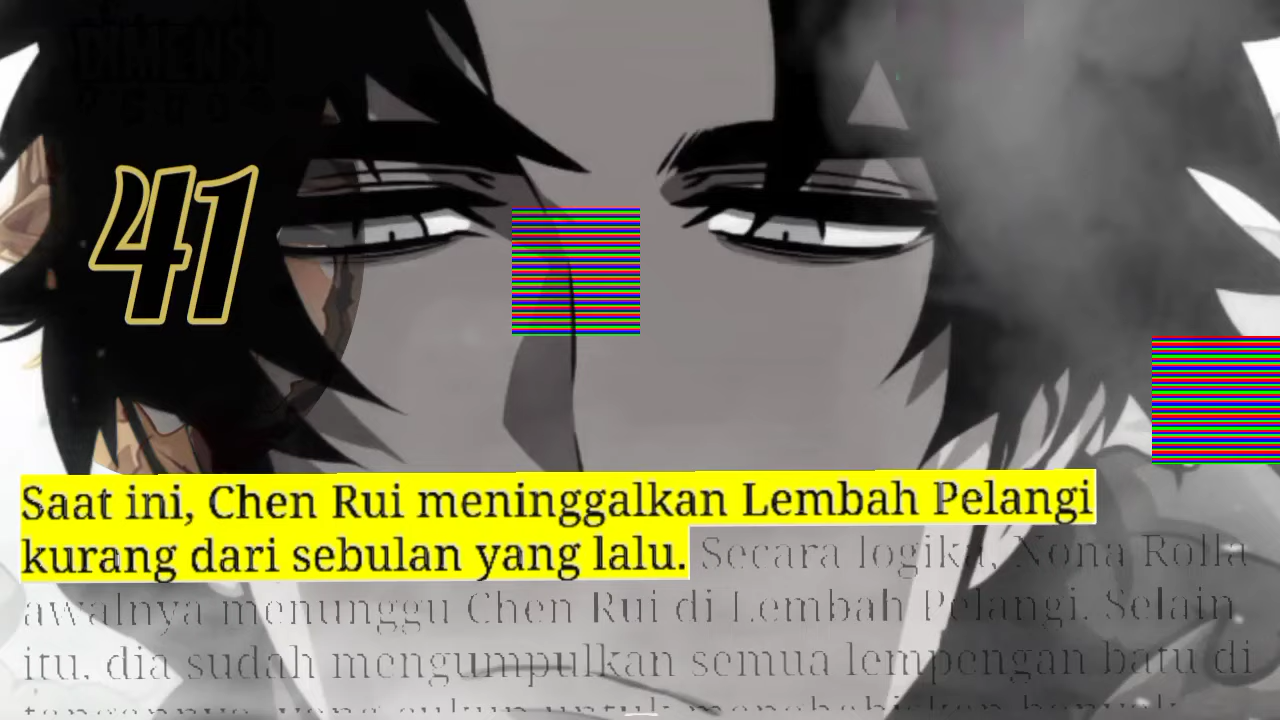 DIMENSI
41
Saat ini, Chen Rui meninggalkan Lembah Pelangi
kurang dari sebulan yang lalu. Secara logika, Nona Rolla
awalnya menunggu Chen Rui di Lembah Pelangi. Selain
itu, dia sudah mengumpulkan semua lempengan batu di